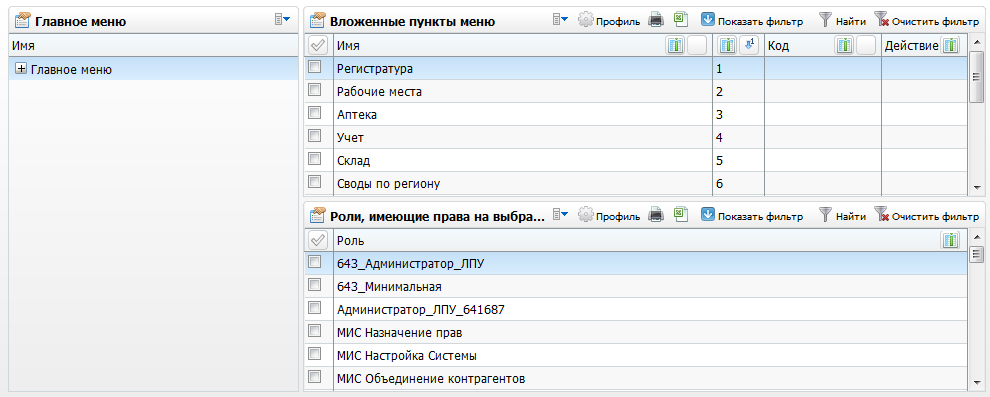 Главное меню
Имя
Главное меню
Вложенные пункты меню Профиль Показать фильтр Найти Очистить фильтр
Имя 1 Код Действие
Регистратура 1
Рабочие места 2
Аптека 3
Учет 4
Склад 5
Своды по региону 6
Роли, имеющие права на выбра... Профиль Показать фильтр Найти Очистить фильтр
Роль
643_Администратор_ЛПУ
643_Минимальная
Администратор_ЛПУ_641687
МИС Назначение прав
МИС Настройка Системы
МИС Объединение контрагентов